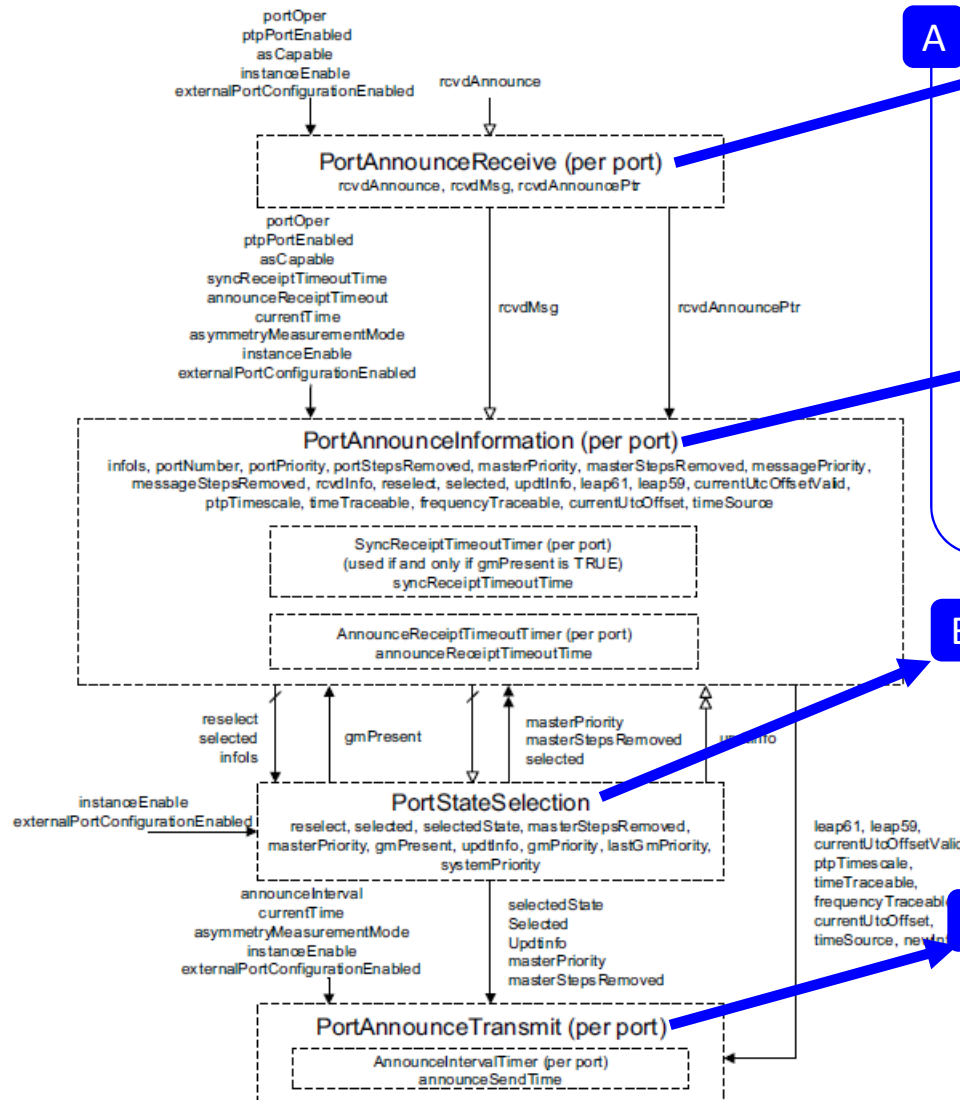 portOper
ptpPortEnabled
asCapable
instanceEnable
externalPortConfigurationEnabled
rcvdAnnounce
A
PortAnnounceReceive (per port)
rcvdAnnounce, rcvdMsg, rcvdAnnouncePtr
portOper
ptpPortEnabled
asCapable
syncReceiptTimeoutTime
announceReceiptTimeout
currentTime
asymmetryMeasurementMode
instanceEnable
externalPortConfigurationEnabled
rcvdMsg
rcvdAnnouncePtr
PortAnnounceInformation (per port)
infoIs, portNumber, portPriority, portStepsRemoved, masterPriority, masterStepsRemoved, messagePriority,
messageStepsRemoved, rcvdInfo, reselect, selected, updtInfo, leap61, leap59, currentUtcOffsetValid,
ptpTimescale, timeTraceable, frequencyTraceable, currentUtcOffset, timeSource
SyncReceiptTimeoutTimer (per port)
(used if and only if gmPresent is TRUE)
syncReceiptTimeoutTime
AnnounceReceiptTimeoutTimer (per port)
announceReceiptTimeoutTime
reselect
selected
infoIs
gmPresent
masterPriority
masterStepsRemoved
selected
instanceEnable
externalPortConfigurationEnabled
PortStateSelection
reselect, selected, selectedState, masterStepsRemoved,
masterPriority, gmPresent, updtInfo, gmPriority, lastGmPriority,
systemPriority
leap61, leap59,
currentUtcOffsetValid
ptpTimescale,
timeTraceable,
frequencyTraceable
currentUtcOffset,
timeSource,
announceInterval
currentTime
asymmetryMeasurementMode
instanceEnable
externalPortConfigurationEnabled
selectedState
Selected
UpdtInfo
masterPriority
masterStepsRemoved
PortAnnounceTransmit (per port)
AnnounceIntervalTimer (per port)
announceSendTime